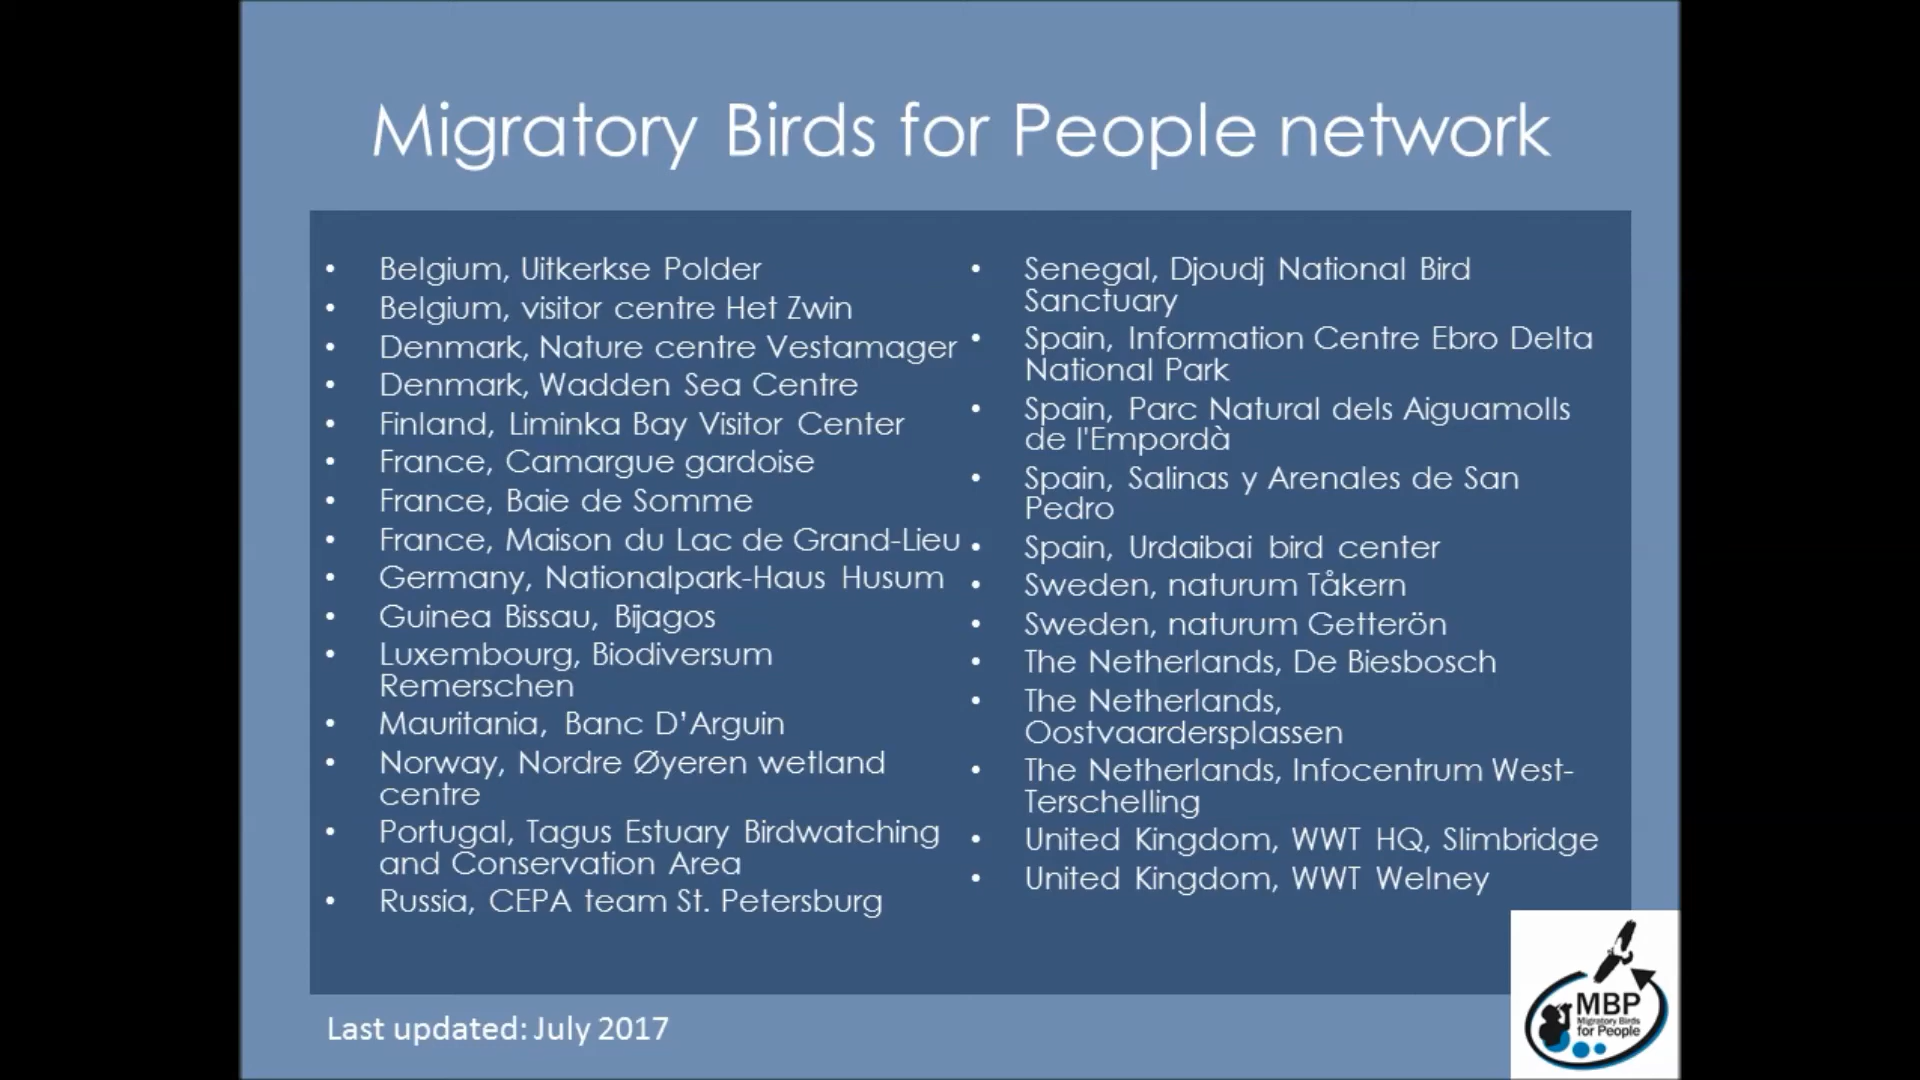 Migratory Birds for People network
• Belgium, Uitkerkse Polder
• Belgium, visitor centre Het Zwin
• Denmark, Nature centre Vestamager
• Denmark, Wadden Sea Centre
• Finland, Liminka Bay Visitor Center
• France, Camargue gardoise
• France, Baie de Somme
• France, Maison du Lac de Grand-Lieu
• Germany, Nationalpark-Haus Husum
• Guinea Bissau, Bijagos
• Luxembourg, Biodiversum
Remerschen
• Mauritania, Banc D’Arguin
• Norway, Nordre Øyeren wetland
centre
• Portugal, Tagus Estuary Birdwatching
and Conservation Area
• Russia, CEPA team St. Petersburg
• Senegal, Djoudj National Bird
Sanctuary
• Spain, Information Centre Ebro Delta
National Park
• Spain, Parc Natural dels Aiguamolls
de l'Empordà
• Spain, Salinas y Arenales de San
Pedro
• Spain, Urdaibai bird center
• Sweden, naturum Tåkern
• Sweden, naturum Getterön
• The Netherlands, De Biesbosch
• The Netherlands,
Oostvaardersplassen
• The Netherlands, Infocentrum West-
Terschelling
• United Kingdom, WWT HQ, Slimbridge
• United Kingdom, WWT Welney
Last updated: July 2017
MBP
Migratory Birds
for People